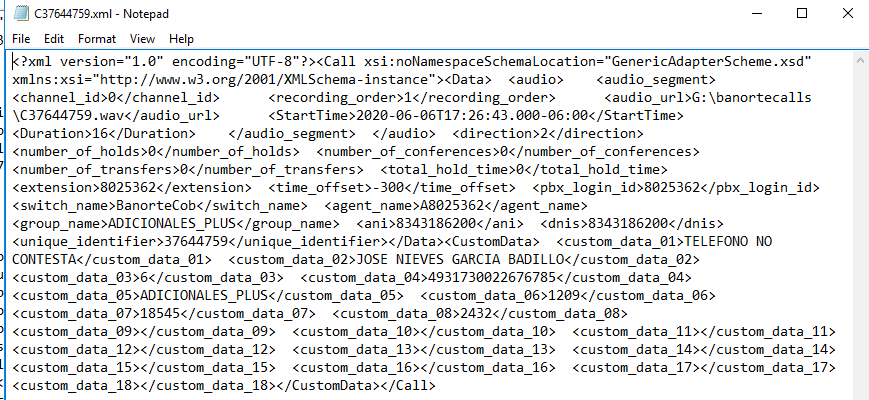 C37644759.xml - Notepad
File Edit Format View Help
<?xml version="1.0" encoding="UTF-8"?><Call xsi:noNamespaceSchemaLocation="GenericAdapterScheme.xsd"
xmlns:xsi="http://www.w3.org/2001/XMLSchema-instance"><Data>  <audio>    <audio_segment>
<channel_id>0</channel_id>      <recording_order>1</recording_order>      <audio_url>G:\banortecalls
\C37644759.wav</audio_url>      <StartTime>2020-06-06T17:26:43.000-06:00</StartTime>
<Duration>16</Duration>    </audio_segment>  </audio>  <direction>2</direction>
<number_of_holds>0</number_of_holds>  <number_of_conferences>0</number_of_conferences>
<number_of_transfers>0</number_of_transfers>  <total_hold_time>0</total_hold_time>
<extension>8025362</extension>  <time_offset>-300</time_offset>  <pbx_login_id>8025362</pbx_login_id>
<switch_name>BanorteCob</switch_name>  <agent_name>A8025362</agent_name>
<group_name>ADICIONALES_PLUS</group_name>  <ani>8343186200</ani>  <dnis>8343186200</dnis>
<unique_identifier>37644759</unique_identifier></Data><CustomData>  <custom_data_01>TELEFONO NO
CONTESTA</custom_data_01>  <custom_data_02>JOSE NIEVES GARCIA BADILLO</custom_data_02>
<custom_data_03>6</custom_data_03>  <custom_data_04>4931730022676785</custom_data_04>
<custom_data_05>ADICIONALES_PLUS</custom_data_05>  <custom_data_06>1209</custom_data_06>
<custom_data_07>18545</custom_data_07>  <custom_data_08>2432</custom_data_08>
<custom_data_09></custom_data_09>  <custom_data_10></custom_data_10>  <custom_data_11></custom_data_11>
<custom_data_12></custom_data_12>  <custom_data_13></custom_data_13>  <custom_data_14></custom_data_14>
<custom_data_15></custom_data_15>  <custom_data_16></custom_data_16>  <custom_data_17></custom_data_17>
<custom_data_18></custom_data_18></CustomData></Call>